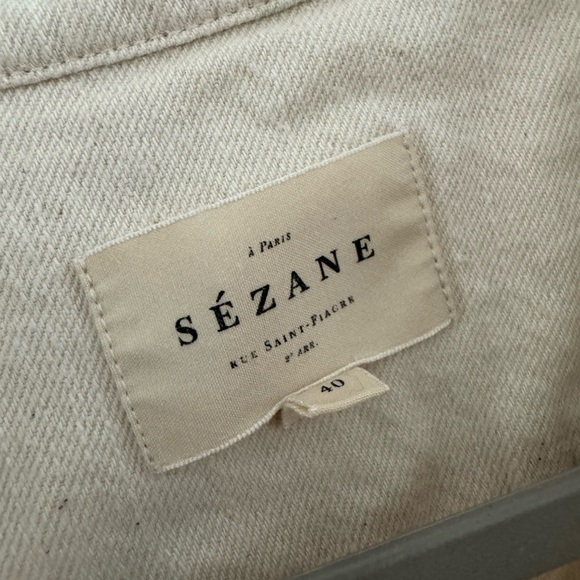 à Paris
SÉZANE
Rue Saint-Fiacre
2e Arr.
40